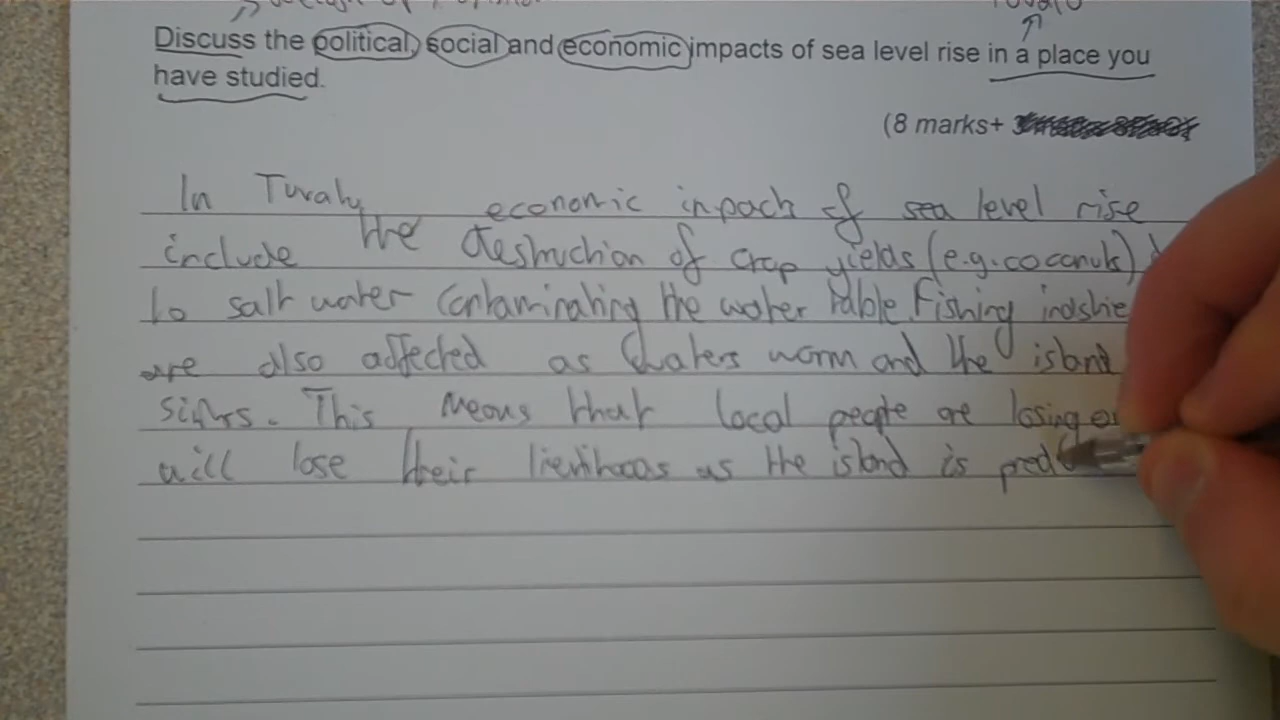 Discuss the political, social and economic impacts of sea level rise in a place you
have studied.
(8 marks+
In Tuvalu economic impacts of sea level rise
include the destruction of crop yields (e.g. coconuts)
to salt water contaminating the water table. Fishing
are also affected as waters warm and the island
sinks. This means that local people are losing
will lose their as the island is